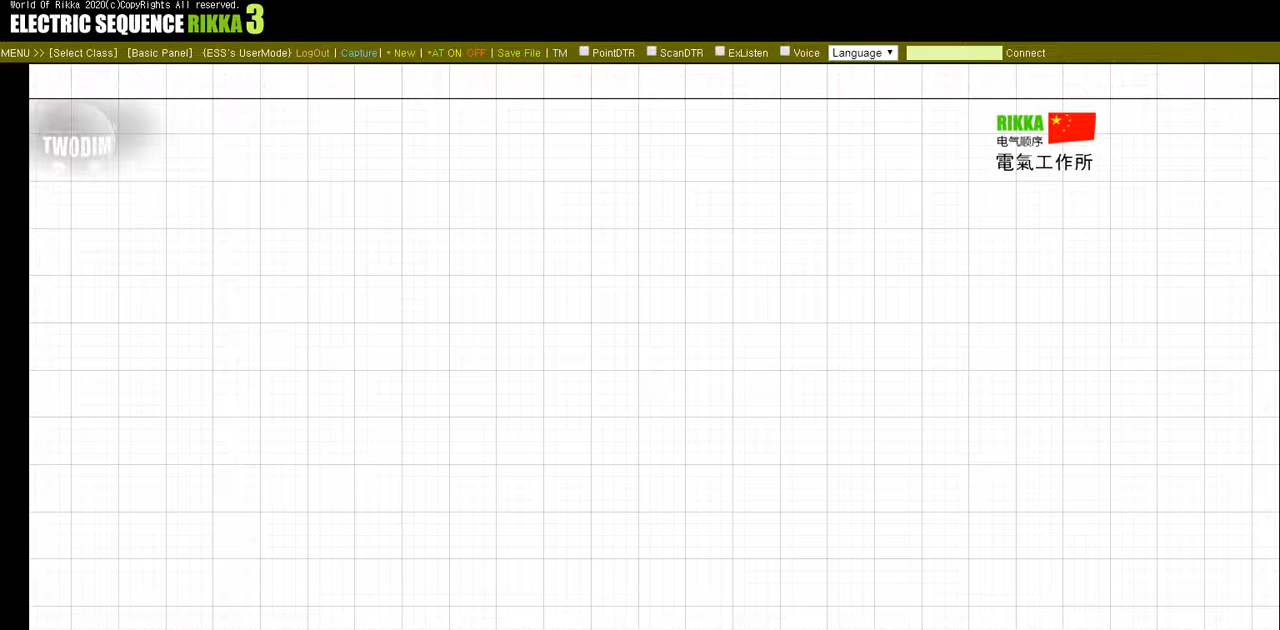 World Of Rikka 2020(c)CopyRights All reserved.
ELECTRIC SEQUENCE RIKKA 3
MENU >> [Select Class] [Basic Panel] {ESS's UserMode} LogOut | Capture | * New | *AT ON OFF | Save File | TM PointDTR ScanDTR ExListen Voice Language ▼ Connect
TWODIM
RIKKA
电气顺序
電氣工作所